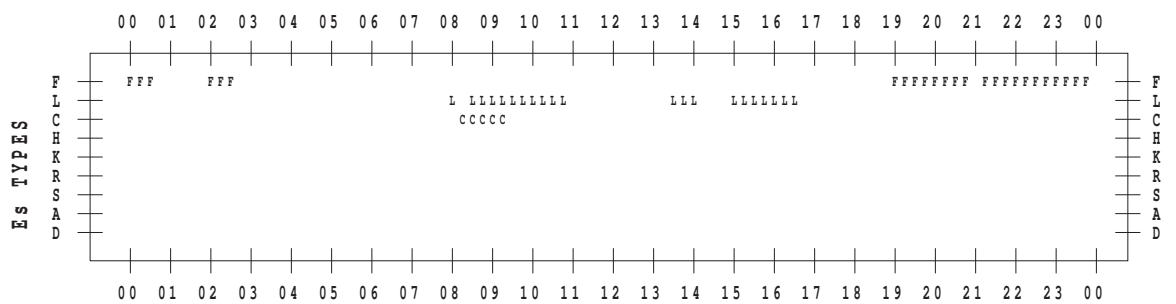 00 01 02 03 04 05 06 07 08 09 10 11 12 13 14 15 16 17 18 19 20 21 22 23 00
F FFF FFF FFFFFFFF FFFFFFFFFFF F
L L LLLLLLLLLL LLL LLLLLLL L
C CCCCC C
H H
K K
R R
S S
A A
D D
Es TYPES
00 01 02 03 04 05 06 07 08 09 10 11 12 13 14 15 16 17 18 19 20 21 22 23 00